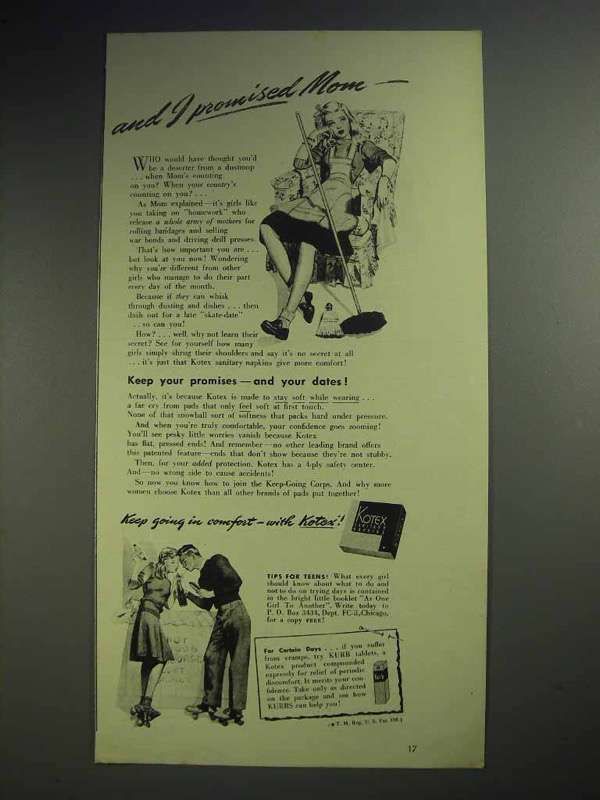 and I promised Mom —
WHO would have thought you'd
be a deserter from a dustmop
. . . when Mom's counting
on you? When your country's
counting on you? . . .
As Mom explained—it's girls like
you taking on "homework" who
release a whole army of mothers for
rolling bandages and selling
war bonds and driving drill presses.
That's how important you are . . .
but look at you now! Wondering
why you're different from other
girls who manage to do their part
every day of the month.
Because if they can whisk
through dusting and dishes . . . then
dash out for a late "skate-date"
. . . so can you!
How? . . . well, why not learn their
secret? See for yourself how many
girls simply shrug their shoulders and say it's no secret at all
. . . it's just that Kotex sanitary napkins give more comfort!
Keep your promises — and your dates!
Actually, it's because Kotex is made to stay soft while wearing . . .
a far cry from pads that only feel soft at first touch.
None of that snowball sort of softness that packs hard under pressure.
And when you're truly comfortable, your confidence goes zooming!
You'll see pesky little worries vanish because Kotex
has flat, pressed ends! And remember—no other leading brand offers
this patented feature—ends that don't show because they're not stubby.
Then, for your added protection, Kotex has a 4-ply safety center.
And—no wrong side to cause accidents!
So now you know how to join the Keep-Going Corps. And why more
women choose Kotex than all other brands of pads put together!
Keep going in comfort — with Kotex*!
KOTEX
TIPS FOR TEENS! What every girl
should know about what to do and
not to do on trying days is contained
in the bright little booklet "As One
Girl To Another". Write today to
P. O. Box 3434, Dept. FC-3, Chicago,
for a copy FREE!
For Certain Days . . . if you suffer
from cramps, try KURB tablets, a
Kotex product compounded
expressly for relief of periodic
discomfort. It merits your con-
fidence. Take only as directed
on the package and see how
KURBS can help you!
(★ T. M. Reg. U. S. Pat. Off.)
17